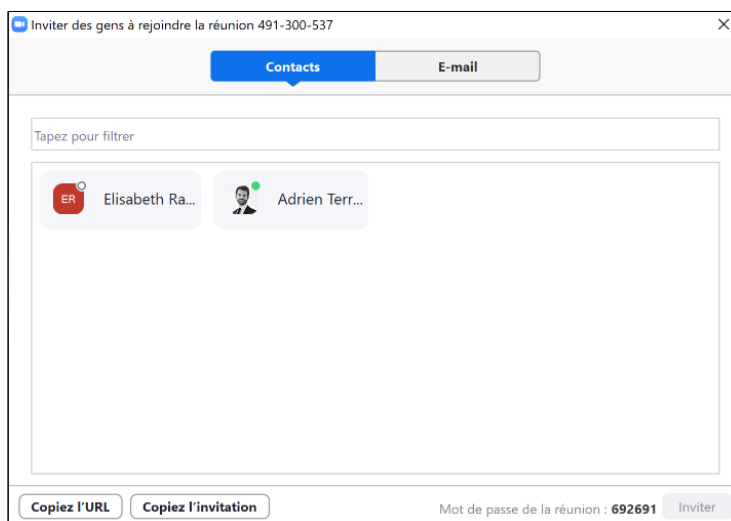 Inviter des gens à rejoindre la réunion 491-300-537
Contacts
E-mail
Tapez pour filtrer
ER
Elisabeth Ra...
Adrien Terr...
Copiez l'URL
Copiez l'invitation
Mot de passe de la réunion : 692691
Inviter